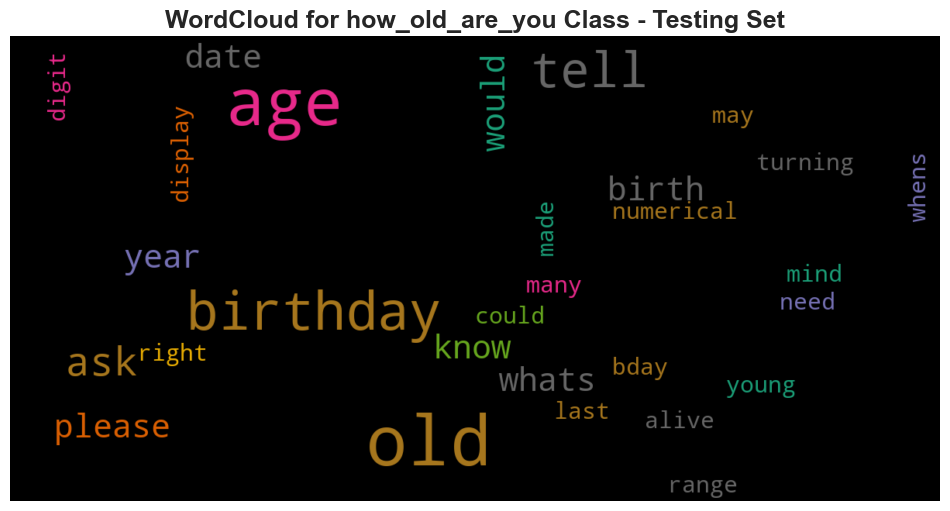 WordCloud for how_old_are_you Class - Testing Set
digit
date
age
display
would
tell
may
turning
whens
birth
numerical
made
year
many
mind
need
birthday
could
know
ask
right
whats
bday
young
last
alive
please
old
range